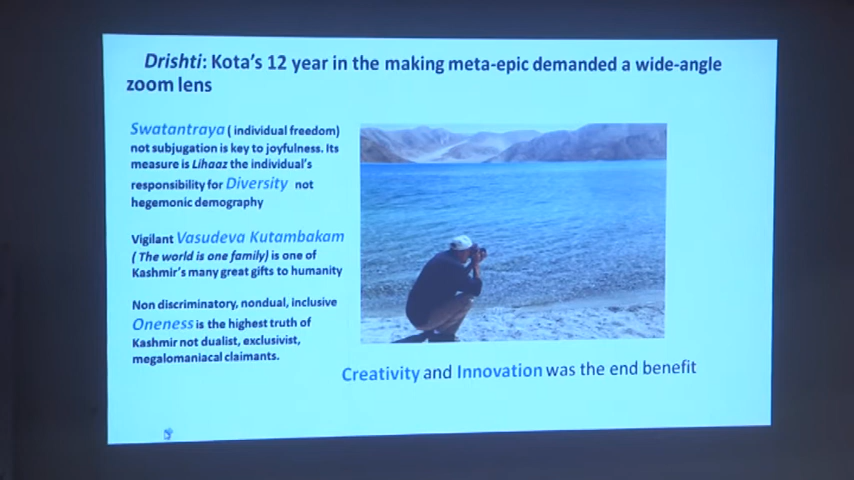 Drishti: Kota's 12 year in the making meta-epic demanded a wide-angle
zoom lens
Swatantraya ( individual freedom)
not subjugation is key to joyfulness. Its
measure is Lihaaz the individual's
responsibility for Diversity not
hegemonic demography
Vigilant Vasudeva Kutambakam
( The world is one family) is one of
Kashmir's many great gifts to humanity
Non discriminatory, nondual, inclusive
Oneness is the highest truth of
Kashmir not dualist, exclusivist,
megalomaniacal claimants.
Creativity and Innovation was the end benefit